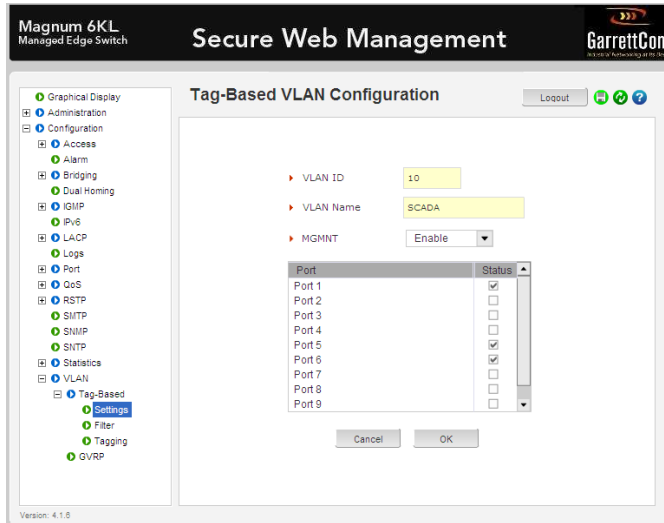 Magnum 6KL
Managed Edge Switch
Secure Web Management
GarrettCon
Graphical Display
Administration
Configuration
Access
Alarm
Bridging
Dual Homing
IGMP
IPv6
LACP
Logs
Port
QoS
RSTP
SMTP
SNMP
SNTP
Statistics
VLAN
Tag-Based
Settings
Filter
Tagging
GVRP
Version: 4.1.6
Tag-Based VLAN Configuration
Logout
VLAN ID 10
VLAN Name SCADA
MGMNT Enable
Port Status
Port 1
Port 2
Port 3
Port 4
Port 5
Port 6
Port 7
Port 8
Port 9
Cancel OK